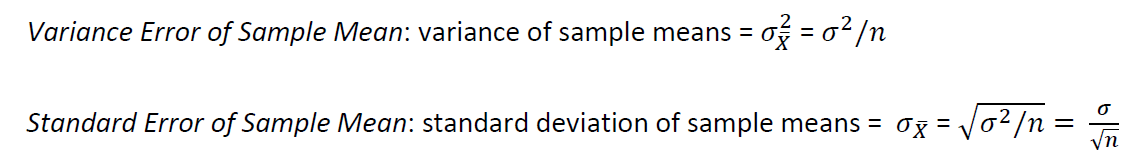 Variance Error of Sample Mean: variance of sample means = σ²_X̄ = σ²/n
Standard Error of Sample Mean: standard deviation of sample means = σ_X̄ = √(σ²/n) = σ/√n